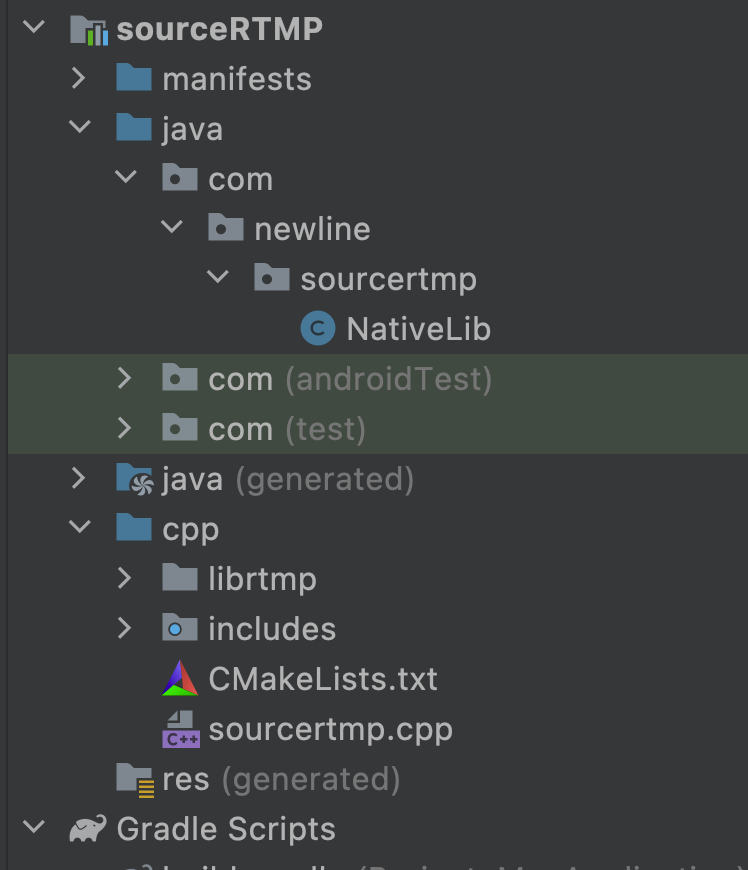 sourceRTMP
manifests
java
com
newline
sourcertmp
C NativeLib
com (androidTest)
com (test)
java (generated)
cpp
librtmp
includes
CMakeLists.txt
C++ sourcertmp.cpp
res (generated)
Gradle Scripts